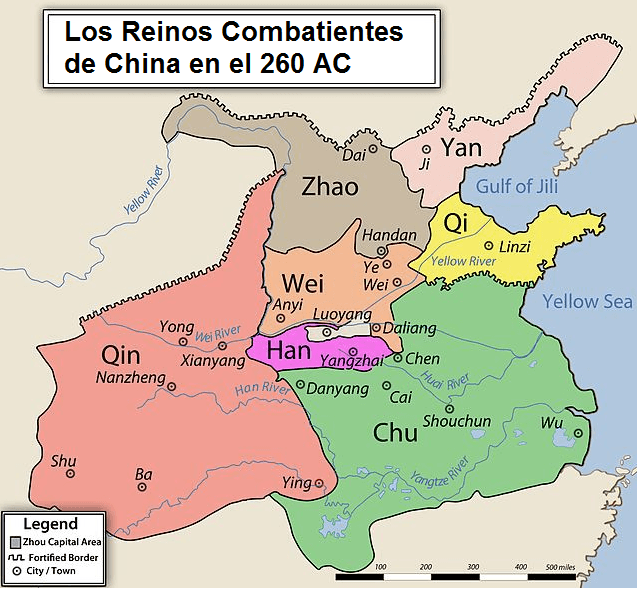 Los Reinos Combatientes
de China en el 260 AC
Yan
Dai
Ji
Zhao
Gulf of Jili
Yellow River
Qi
Linzi
Handan
Ye
Yellow River
Wei
Wei
Anyi
Luoyang
Yellow Sea
Daliang
Yong
Wei River
Qin
Xianyang
Han
Yangzhai
Chen
Nanzheng
Han River
Danyang
Cai
Huai River
Shouchun
Chu
Wu
Shu
Ba
Ying
Yangtze River
Legend
Zhou Capital Area
Fortified Border
City / Town
100 200 300 400 500 miles